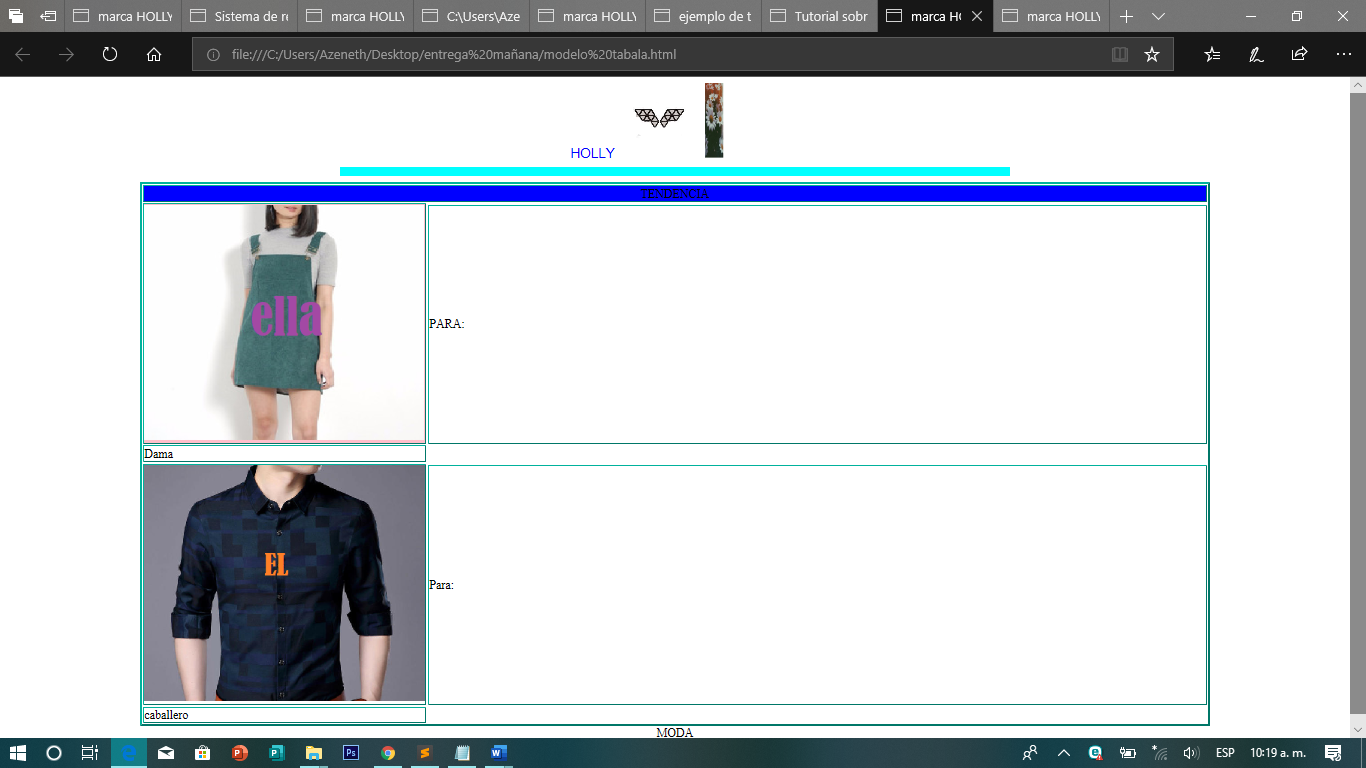 marca HOLLY
Sistema de re
marca HOLLY
C:\Users\Aze
marca HOLLY
ejemplo de t
Tutorial sobr
marca HO
marca HOLLY
file:///C:/Users/Azeneth/Desktop/entrega%20mañana/modelo%20tabala.html
HOLLY
TENDENCIA
ella
PARA:
Dama
EL
Para:
caballero
MODA
ESP
10:19 a. m.